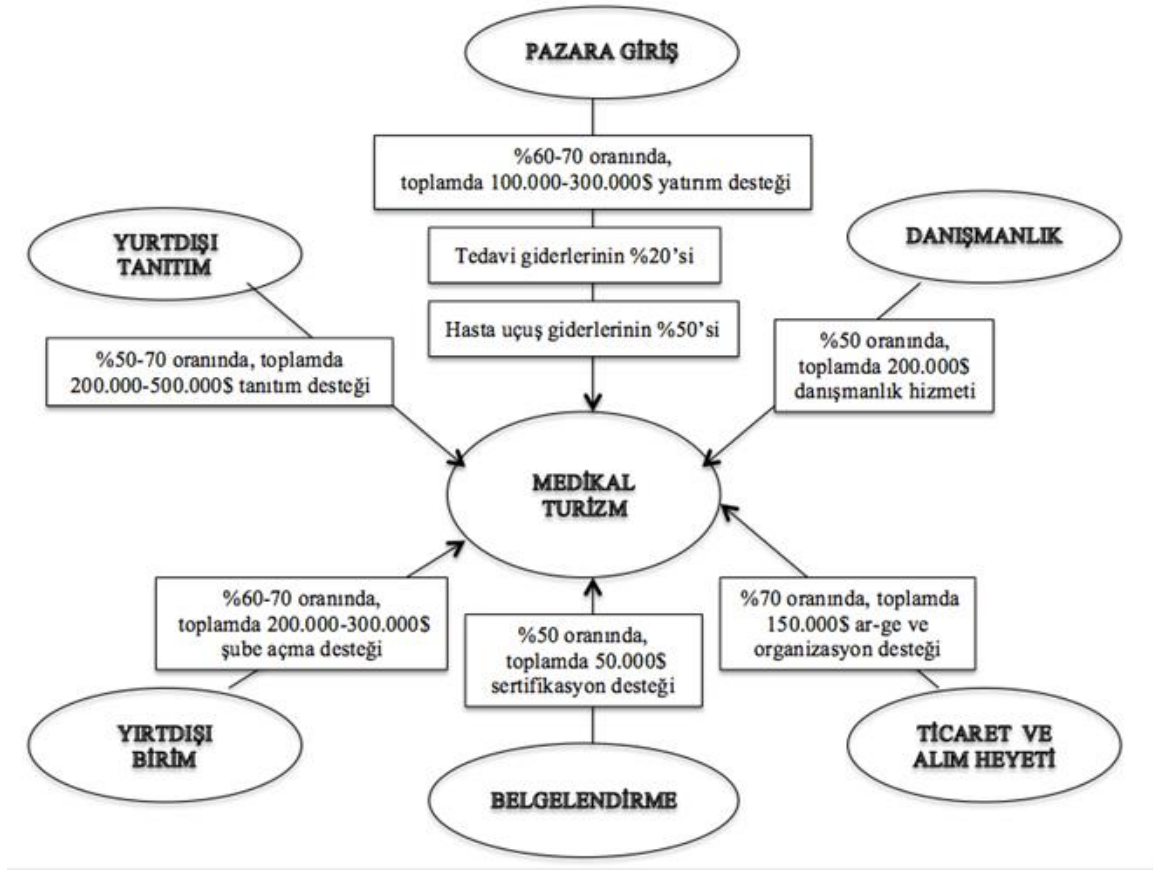 PAZARA GİRİŞ
%60-70 oranında,
toplamda 100.000-300.000$ yatırım desteği
Tedavi giderlerinin %20’si
Hasta uçuş giderlerinin %50’si
YURTDIŞI
TANITIM
%50-70 oranında, toplamda
200.000-500.000$ tanıtım desteği
DANIŞMANLIK
%50 oranında,
toplamda 200.000$
danışmanlık hizmeti
MEDİKAL
TURİZM
%60-70 oranında,
toplamda 200.000-300.000$
şube açma desteği
YIRTDIŞI
BİRİM
%50 oranında,
toplamda 50.000$
sertifikasyon desteği
BELGELENDİRME
%70 oranında, toplamda
150.000$ ar-ge ve
organizasyon desteği
TİCARET VE
ALIM HEYETİ